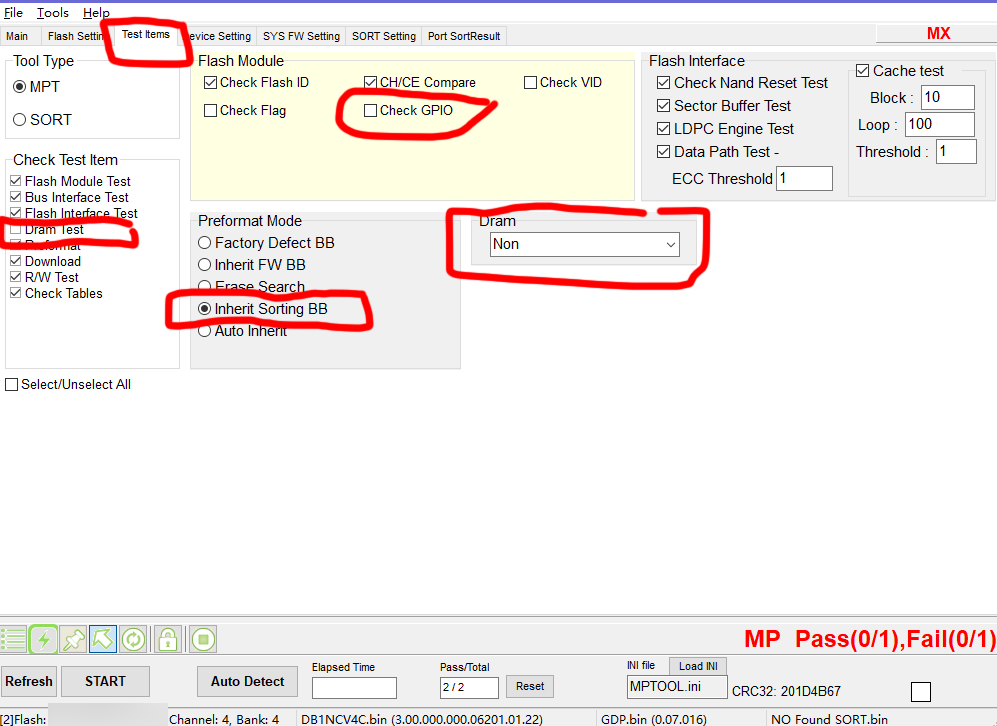 File Tools Help
Main Flash Settin Test Items evice Setting SYS FW Setting SORT Setting Port SortResult MX
Tool Type
MPT
SORT
Check Test Item
Flash Module Test
Bus Interface Test
Flash Interface Test
Dram Test
Preformat
Download
R/W Test
Check Tables
Select/Unselect All
Flash Module
Check Flash ID CH/CE Compare Check VID
Check Flag Check GPIO
Preformat Mode
Factory Defect BB
Inherit FW BB
Erase Search
Inherit Sorting BB
Auto Inherit
Dram
Non
Flash Interface
Check Nand Reset Test
Sector Buffer Test
LDPC Engine Test
Data Path Test -
ECC Threshold 1
Cache test
Block : 10
Loop : 100
Threshold : 1
MP Pass(0/1),Fail(0/1)
Refresh START Auto Detect
Elapsed Time
Pass/Total
2 / 2 Reset
INI file Load INI
MPTOOL.ini CRC32: 201D4B67
[2]Flash: Channel: 4, Bank: 4 DB1NCV4C.bin (3.00.000.000.06201.01.22) GDP.bin (0.07.016) NO Found SORT.bin